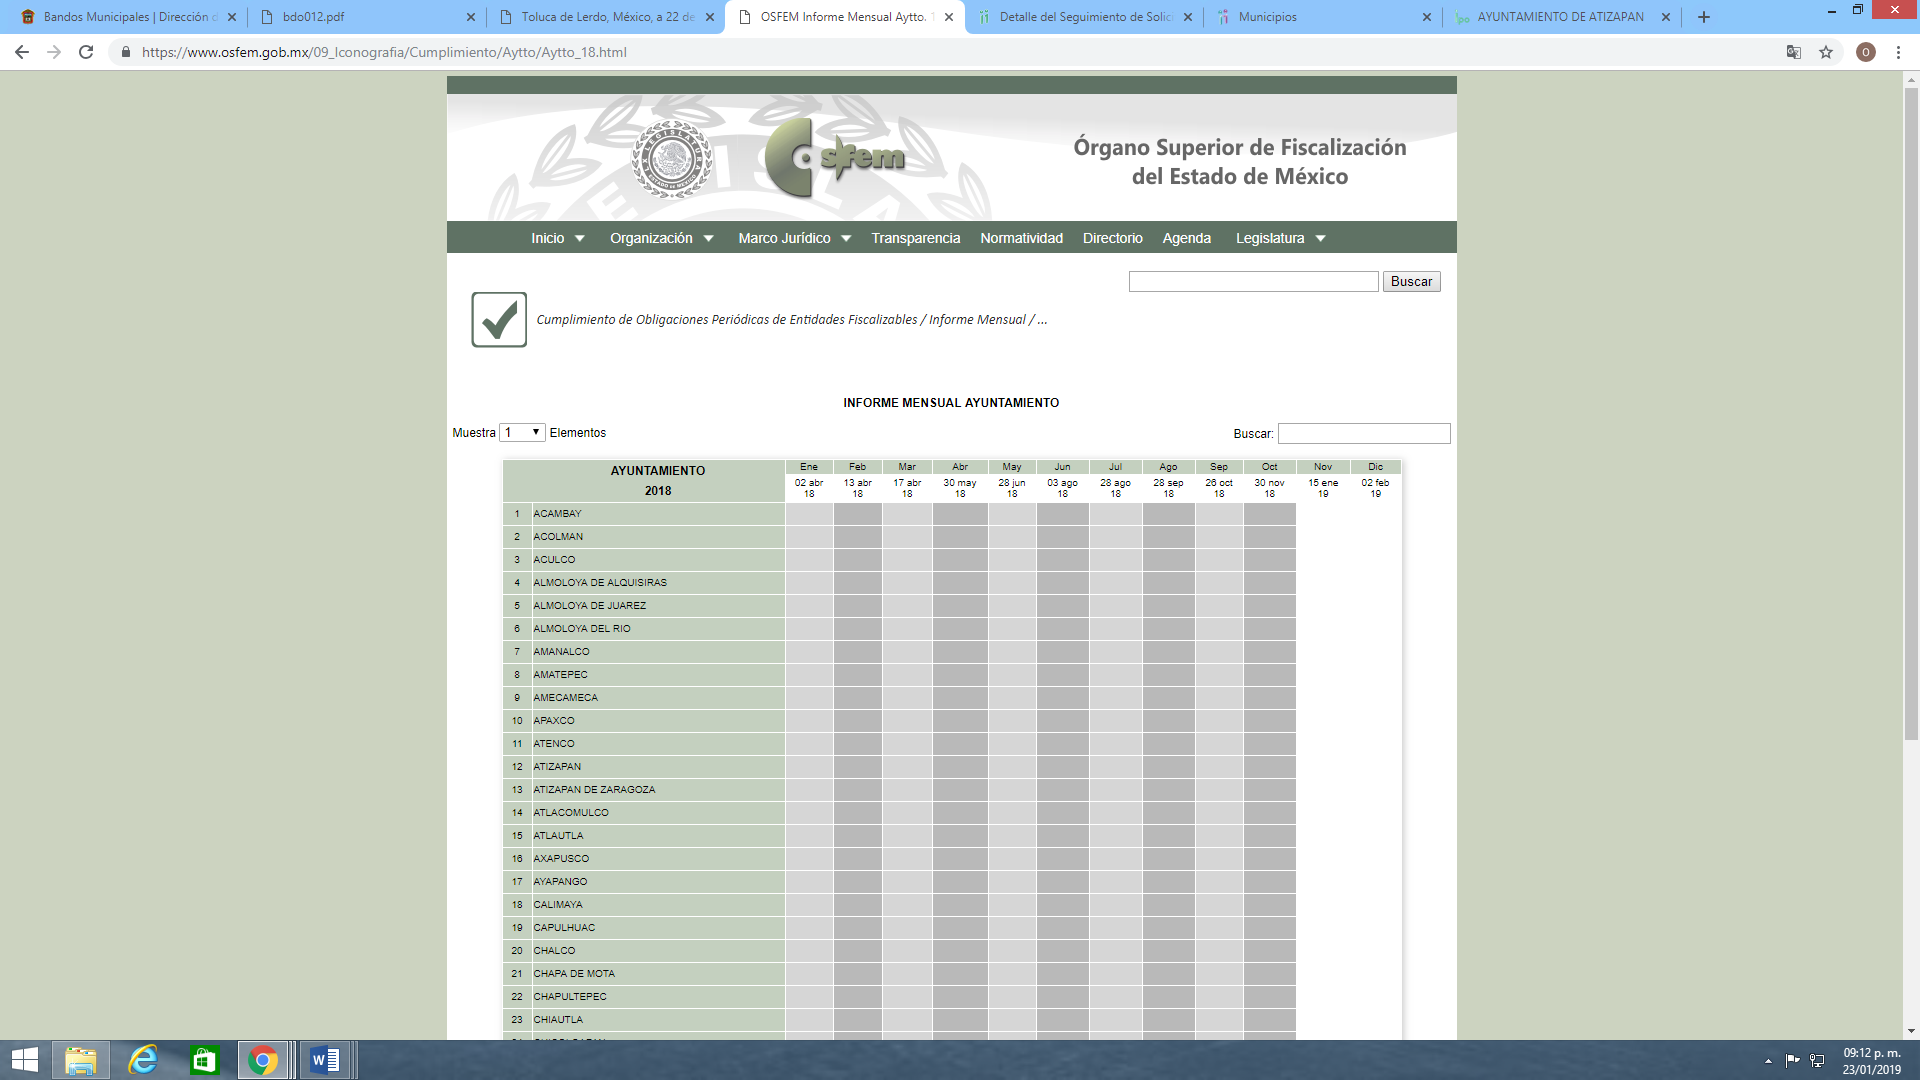 Bandos Municipales | Dirección d
bdo012.pdf
Toluca de Lerdo, México, a 22 de
OSFEM Informe Mensual Aytto.
Detalle del Seguimiento de Solic
Municipios
AYUNTAMIENTO DE ATIZAPAN
https://www.osfem.gob.mx/09_Iconografia/Cumplimiento/Aytto/Aytto_18.html
O
osfem
Órgano Superior de Fiscalización
del Estado de México
Inicio Organización Marco Jurídico Transparencia Normatividad Directorio Agenda Legislatura
Buscar
Cumplimiento de Obligaciones Periódicas de Entidades Fiscalizables / Informe Mensual / ...
INFORME MENSUAL AYUNTAMIENTO
Muestra 1 Elementos
Buscar:
AYUNTAMIENTO
2018
Ene Feb Mar Abr May Jun Jul Ago Sep Oct Nov Dic
02 abr 13 abr 17 abr 30 may 28 jun 03 ago 28 ago 28 sep 26 oct 30 nov 15 ene 02 feb
18 18 18 18 18 18 18 18 18 18 19 19
1 ACAMBAY
2 ACOLMAN
3 ACULCO
4 ALMOLOYA DE ALQUISIRAS
5 ALMOLOYA DE JUAREZ
6 ALMOLOYA DEL RIO
7 AMANALCO
8 AMATEPEC
9 AMECAMECA
10 APAXCO
11 ATENCO
12 ATIZAPAN
13 ATIZAPAN DE ZARAGOZA
14 ATLACOMULCO
15 ATLAUTLA
16 AXAPUSCO
17 AYAPANGO
18 CALIMAYA
19 CAPULHUAC
20 CHALCO
21 CHAPA DE MOTA
22 CHAPULTEPEC
23 CHIAUTLA
09:12 p. m.
23/01/2019